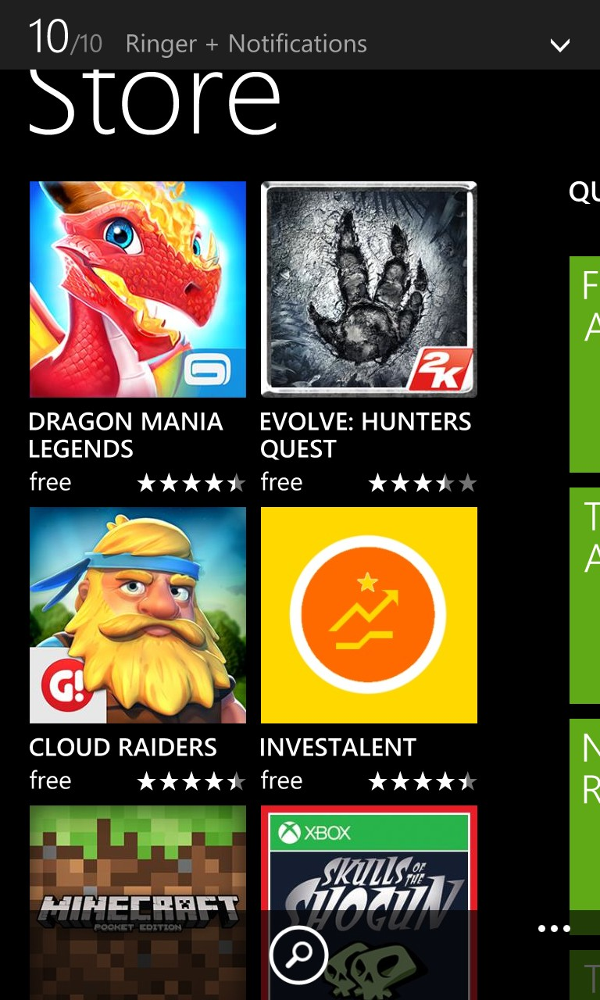 10/10 Ringer + Notifications
Store
QU
F
A
2K
DRAGON MANIA
LEGENDS
free
EVOLVE: HUNTERS
QUEST
free
T
A
G!
CLOUD RAIDERS
free
INVESTALENT
free
N
R
MINECRAFT
POCKET EDITION
XBOX
SKULLS OF
THE
SHOGUN
T